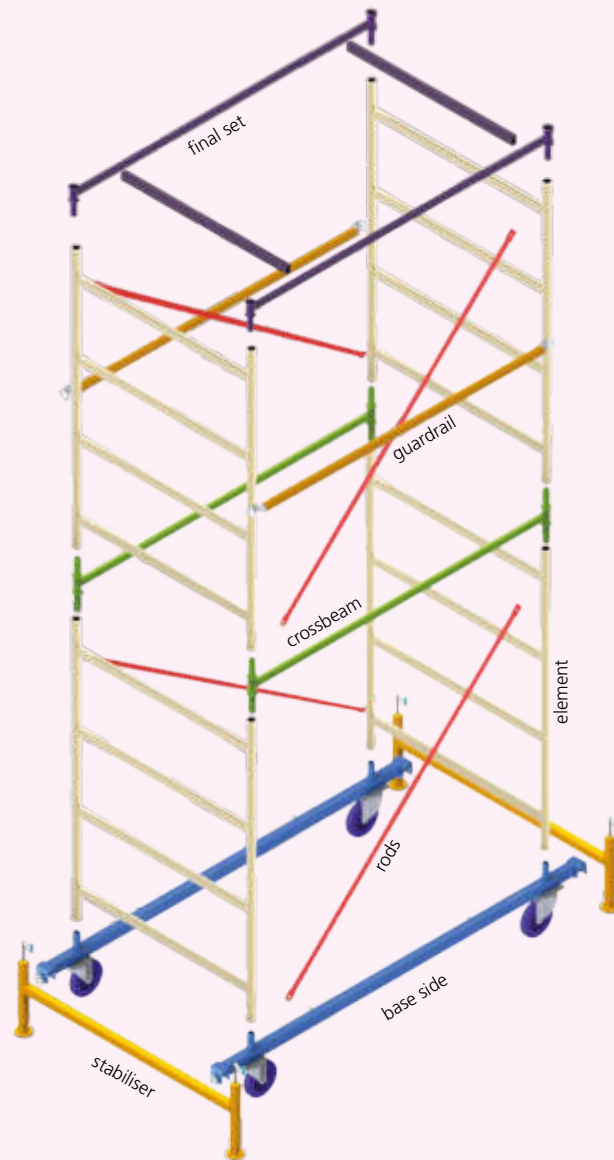 final set
guardrail
crossbeam
element
rods
base side
stabiliser